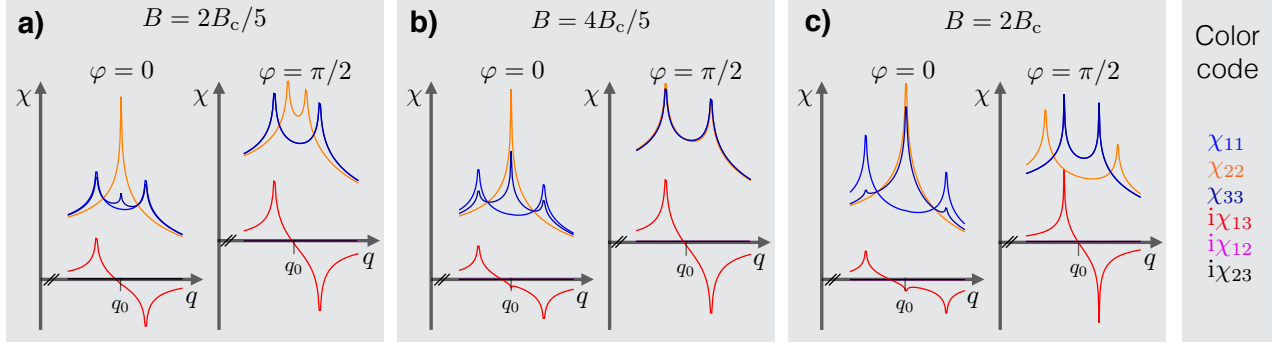 a)
B = 2B_c/5
φ = 0
φ = π/2
χ
χ
q_0
q
q_0
q
b)
B = 4B_c/5
φ = 0
φ = π/2
χ
χ
q_0
q
q_0
q
c)
B = 2B_c
φ = 0
φ = π/2
χ
χ
q_0
q
q_0
q
Color
code
χ_11
χ_22
χ_33
iχ_13
iχ_12
iχ_23